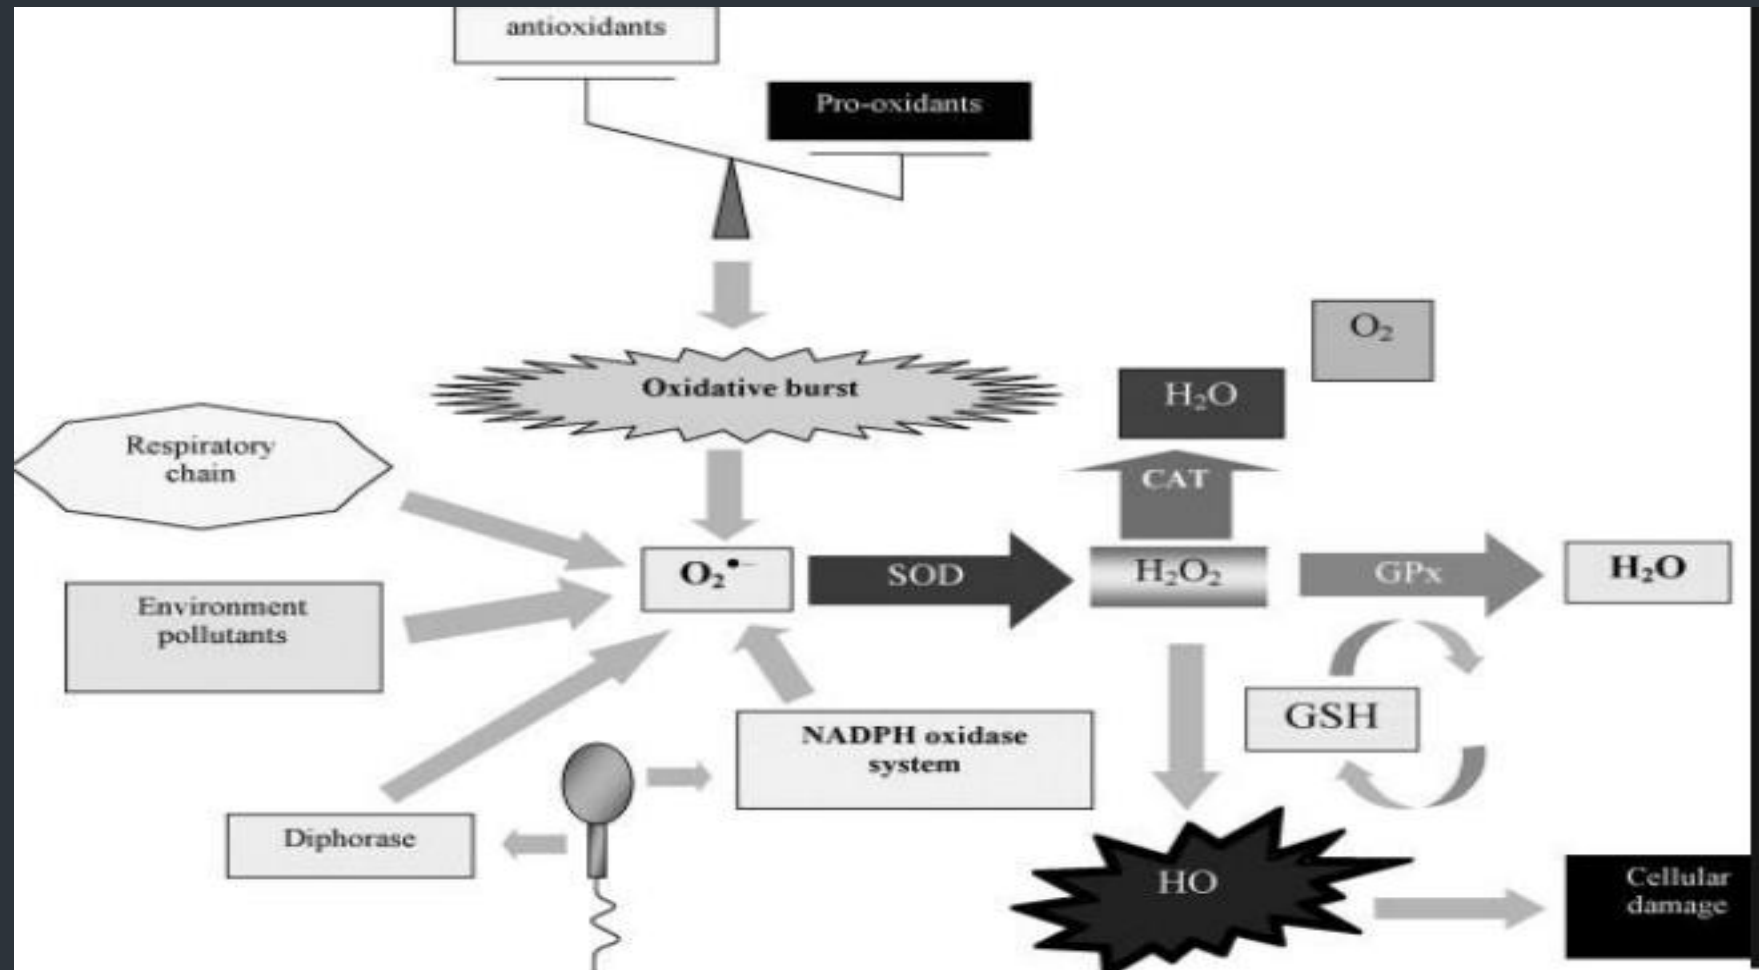 antioxidants
Pro-oxidants
O₂
Oxidative burst
H₂O
Respiratory
chain
CAT
O₂•−
SOD
H₂O₂
GPx
H₂O
Environment
pollutants
GSH
NADPH oxidase
system
Diphorase
HO
Cellular
damage